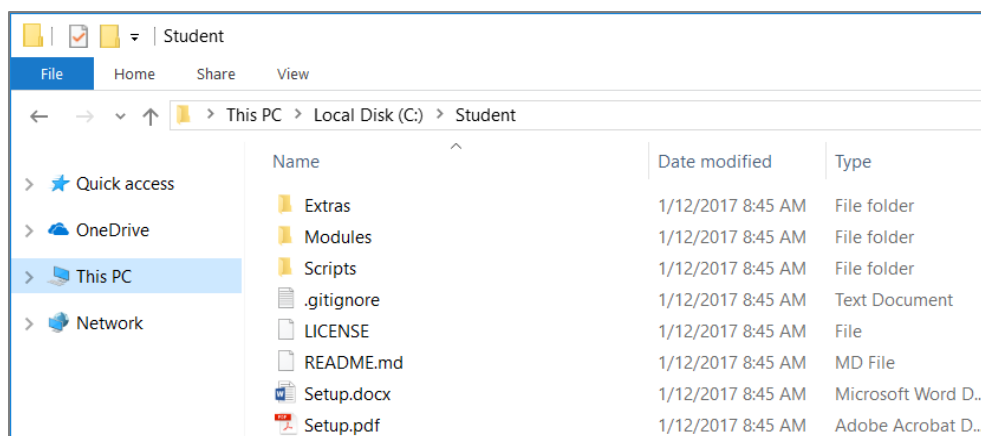 Student
File Home Share View
This PC Local Disk (C:) Student
Name Date modified Type
Quick access
OneDrive
This PC
Network
Extras 1/12/2017 8:45 AM File folder
Modules 1/12/2017 8:45 AM File folder
Scripts 1/12/2017 8:45 AM File folder
.gitignore 1/12/2017 8:45 AM Text Document
LICENSE 1/12/2017 8:45 AM File
README.md 1/12/2017 8:45 AM MD File
Setup.docx 1/12/2017 8:45 AM Microsoft Word D...
Setup.pdf 1/12/2017 8:45 AM Adobe Acrobat D...